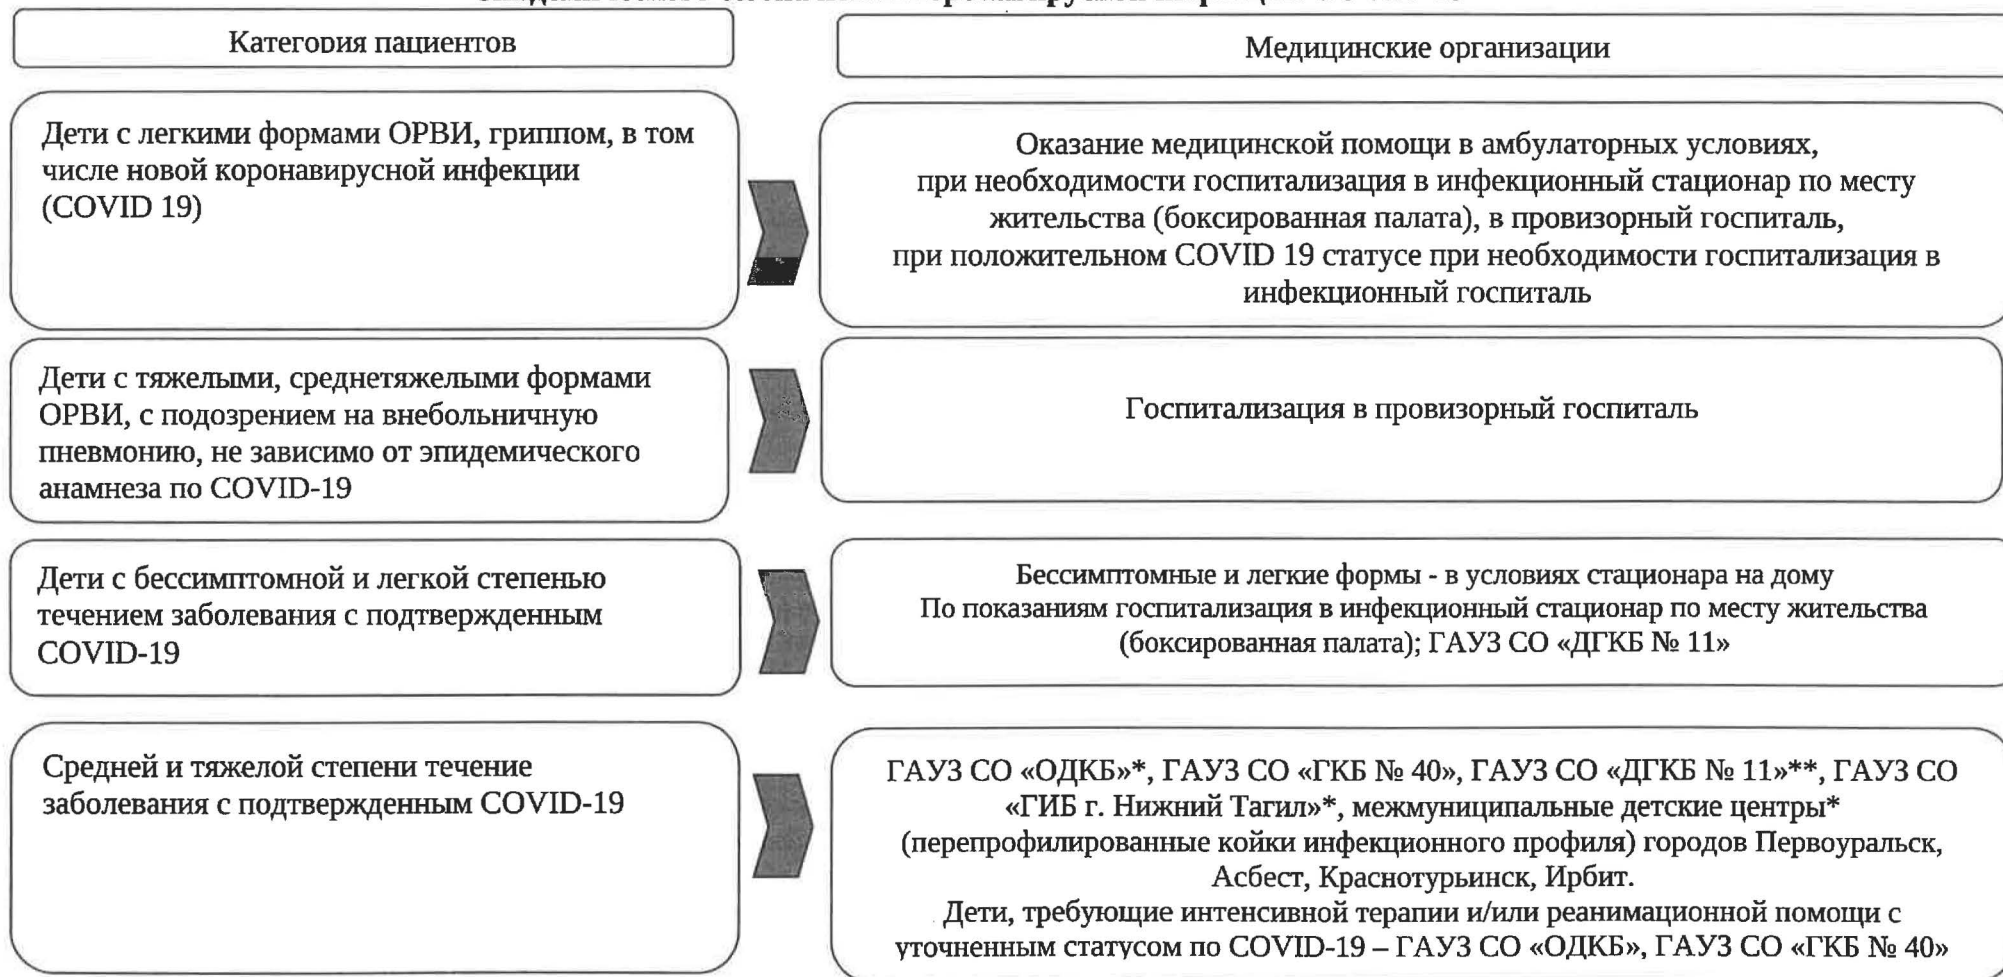 Категория пациентов
Медицинские организации
Дети с легкими формами ОРВИ, гриппом, в том
числе новой коронавирусной инфекции
(COVID 19)
Оказание медицинской помощи в амбулаторных условиях,
при необходимости госпитализация в инфекционный стационар по месту
жительства (боксированная палата), в провизорный госпиталь,
при положительном COVID 19 статусе при необходимости госпитализация в
инфекционный госпиталь
Дети с тяжелыми, среднетяжелыми формами
ОРВИ, с подозрением на внебольничную
пневмонию, не зависимо от эпидемического
анамнеза по COVID-19
Госпитализация в провизорный госпиталь
Дети с бессимптомной и легкой степенью
течением заболевания с подтвержденным
COVID-19
Бессимптомные и легкие формы - в условиях стационара на дому
По показаниям госпитализация в инфекционный стационар по месту жительства
(боксированная палата); ГАУЗ СО «ДГКБ № 11»
Средней и тяжелой степени течение
заболевания с подтвержденным COVID-19
ГАУЗ СО «ОДКБ»*, ГАУЗ СО «ГКБ № 40», ГАУЗ СО «ДГКБ № 11»**, ГАУЗ СО
«ГИБ г. Нижний Тагил»*, межмуниципальные детские центры*
(перепрофилированные койки инфекционного профиля) городов Первоуральск,
Асбест, Краснотурьинск, Ирбит.
Дети, требующие интенсивной терапии и/или реанимационной помощи с
уточненным статусом по COVID-19 – ГАУЗ СО «ОДКБ», ГАУЗ СО «ГКБ № 40»